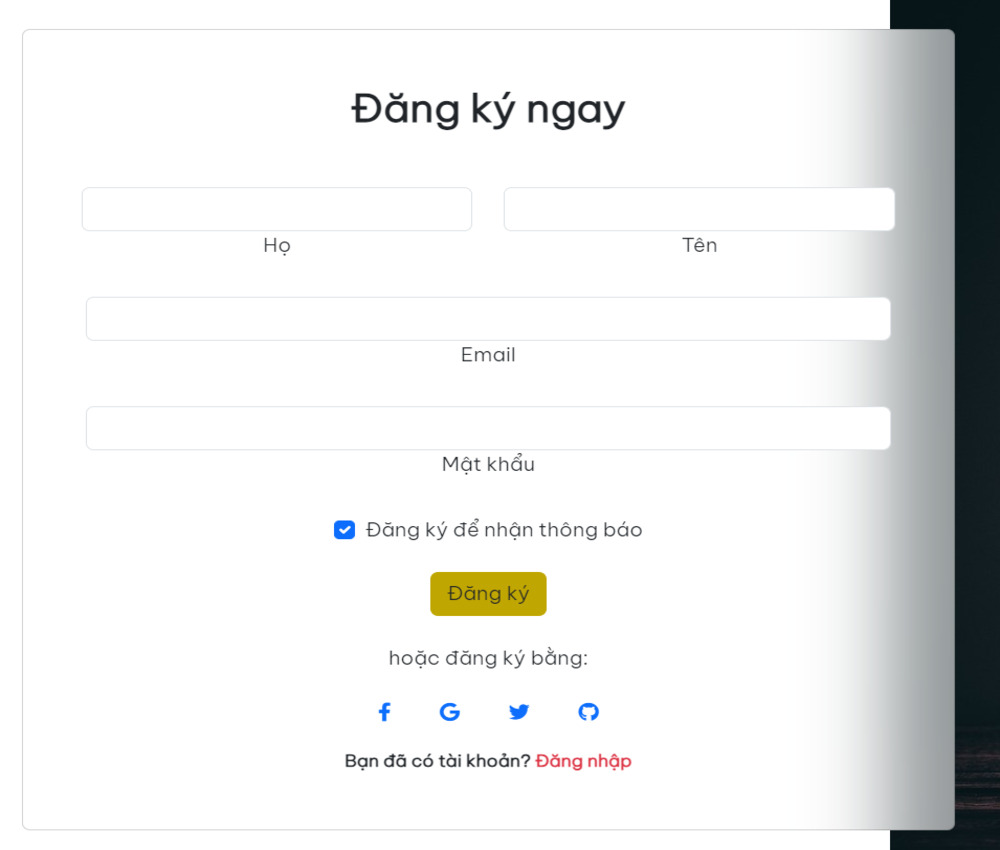 Đăng ký ngay
Họ
Tên
Email
Mật khẩu
Đăng ký để nhận thông báo
Đăng ký
hoặc đăng ký bằng:
Bạn đã có tài khoản? Đăng nhập